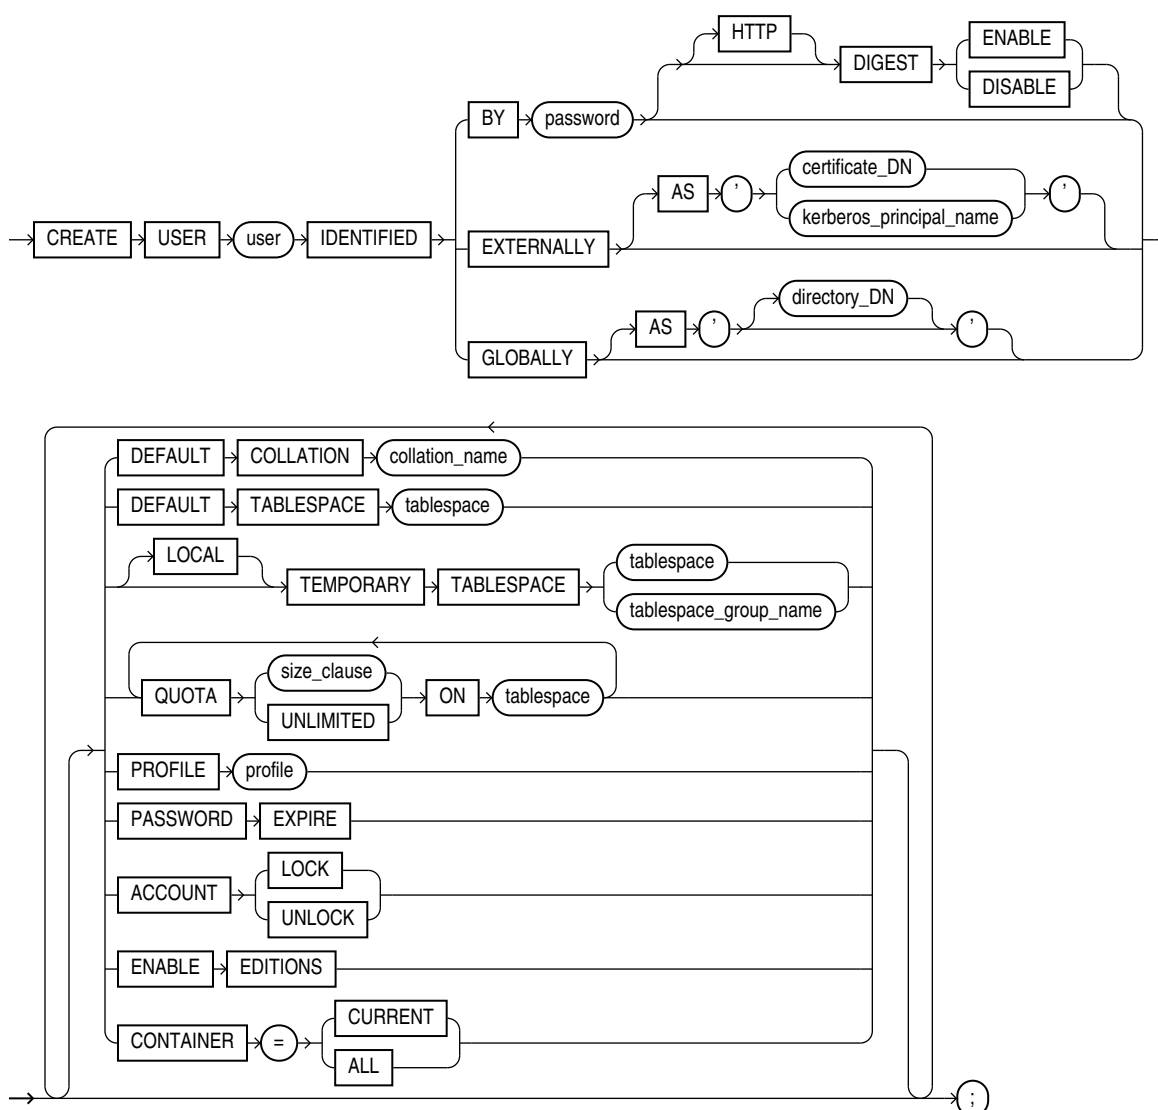 HTTP
ENABLE
DIGEST
DISABLE
BY password
certificate_DN
AS ' '
kerberos_principal_name
CREATE USER user IDENTIFIED
EXTERNALLY
directory_DN
AS ' '
GLOBALLY
DEFAULT COLLATION collation_name
DEFAULT TABLESPACE tablespace
LOCAL
tablespace
TEMPORARY TABLESPACE
tablespace_group_name
size_clause
QUOTA ON tablespace
UNLIMITED
PROFILE profile
PASSWORD EXPIRE
LOCK
ACCOUNT
UNLOCK
ENABLE EDITIONS
CURRENT
CONTAINER =
ALL
;